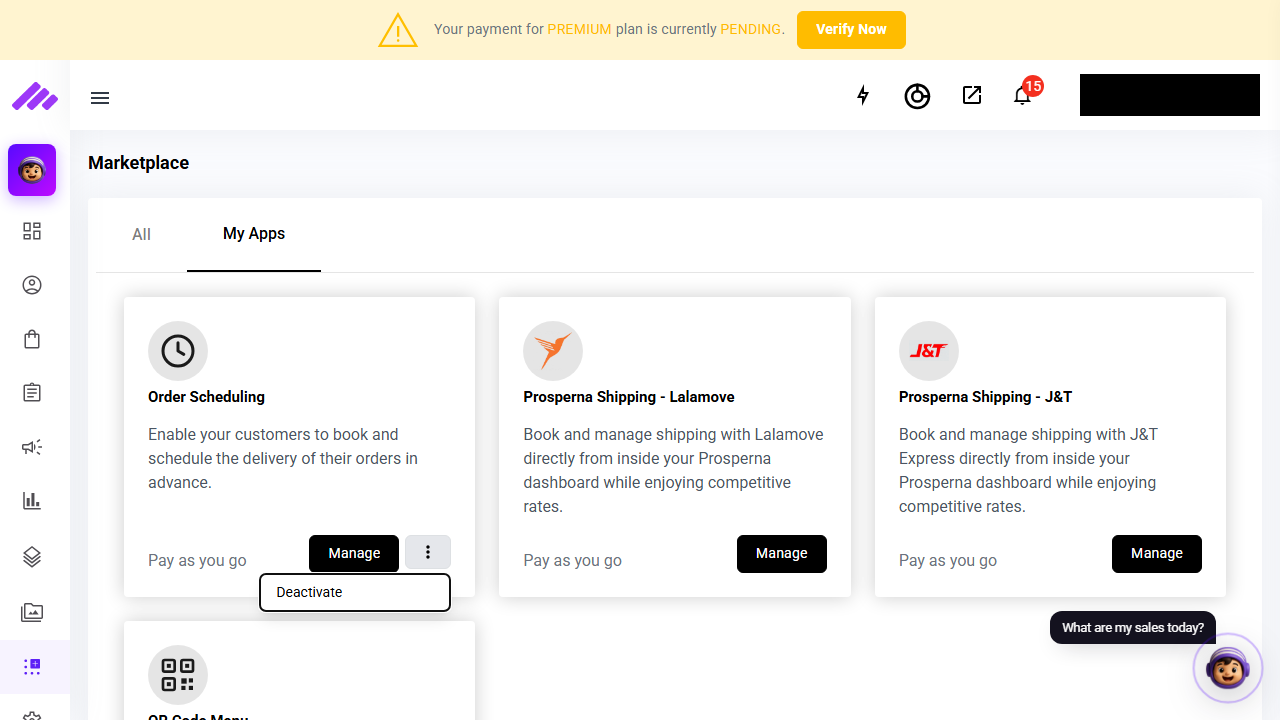 Your payment for PREMIUM plan is currently PENDING.
Verify Now
15
Marketplace
All
My Apps
Order Scheduling
Enable your customers to book and
schedule the delivery of their orders in
advance.
Pay as you go
Manage
Deactivate
Prosperna Shipping - Lalamove
Book and manage shipping with Lalamove
directly from inside your Prosperna
dashboard while enjoying competitive
rates.
Pay as you go
Manage
J&T
Prosperna Shipping - J&T
Book and manage shipping with J&T
Express directly from inside your
Prosperna dashboard while enjoying
competitive rates.
Pay as you go
Manage
QR Code Menu
What are my sales today?